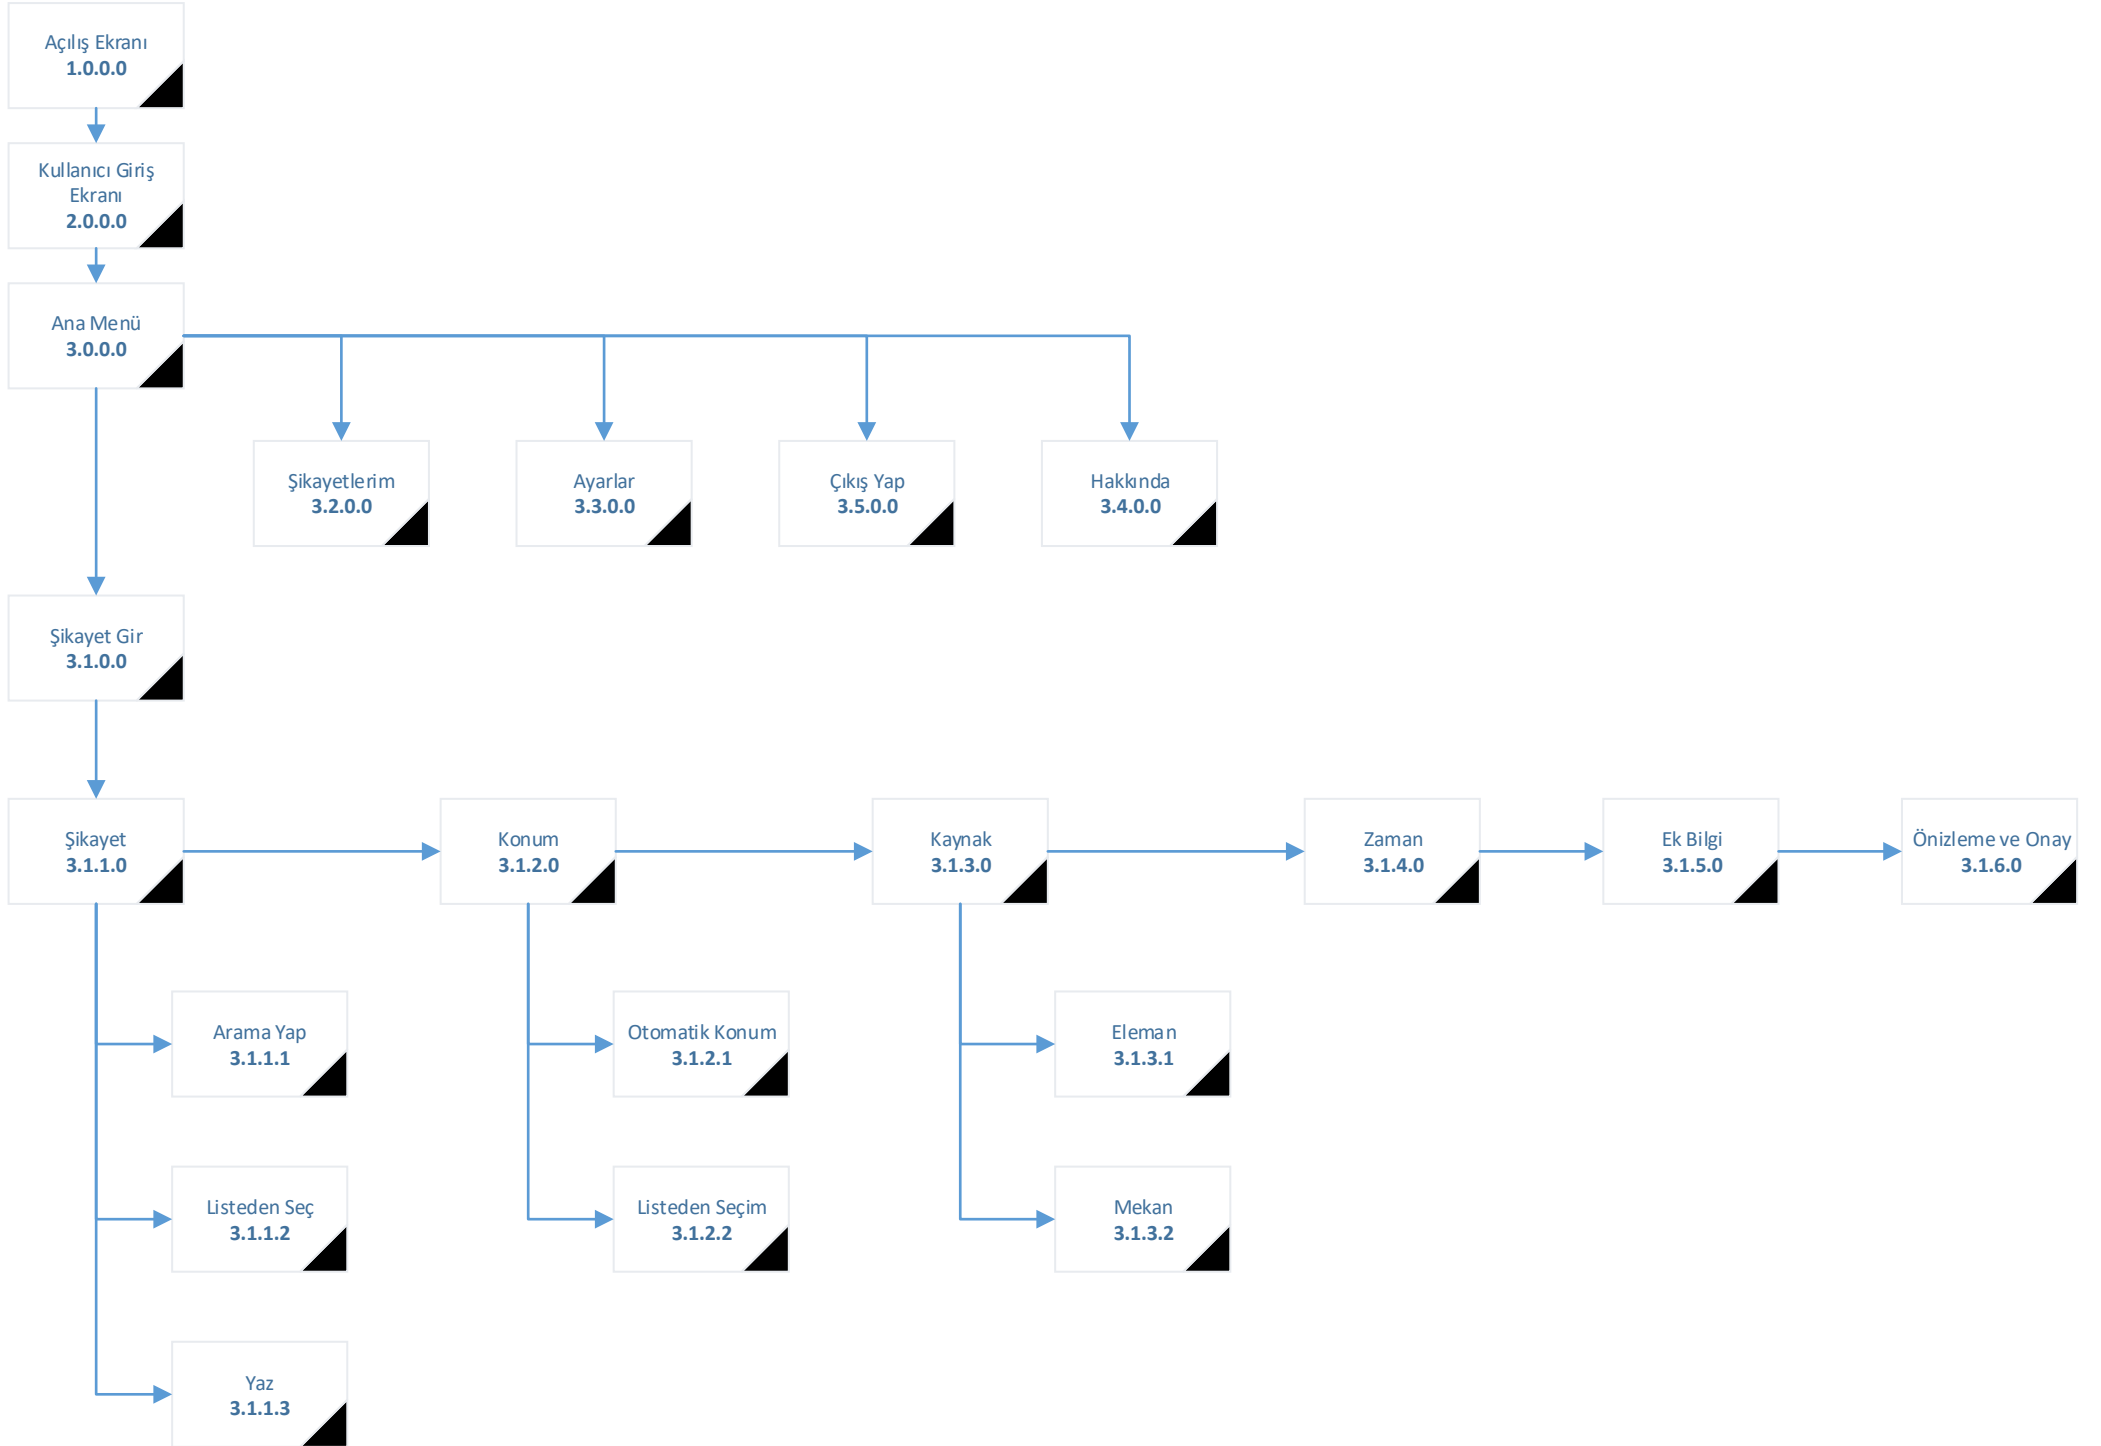 Açılış Ekranı
1.0.0.0
Kullanıcı Giriş
Ekranı
2.0.0.0
Ana Menü
3.0.0.0
Şikayetlerim
3.2.0.0
Ayarlar
3.3.0.0
Çıkış Yap
3.5.0.0
Hakkında
3.4.0.0
Şikayet Gir
3.1.0.0
Şikayet
3.1.1.0
Konum
3.1.2.0
Kaynak
3.1.3.0
Zaman
3.1.4.0
Ek Bilgi
3.1.5.0
Önizleme ve Onay
3.1.6.0
Arama Yap
3.1.1.1
Otomatik Konum
3.1.2.1
Eleman
3.1.3.1
Listeden Seç
3.1.1.2
Listeden Seçim
3.1.2.2
Mekan
3.1.3.2
Yaz
3.1.1.3